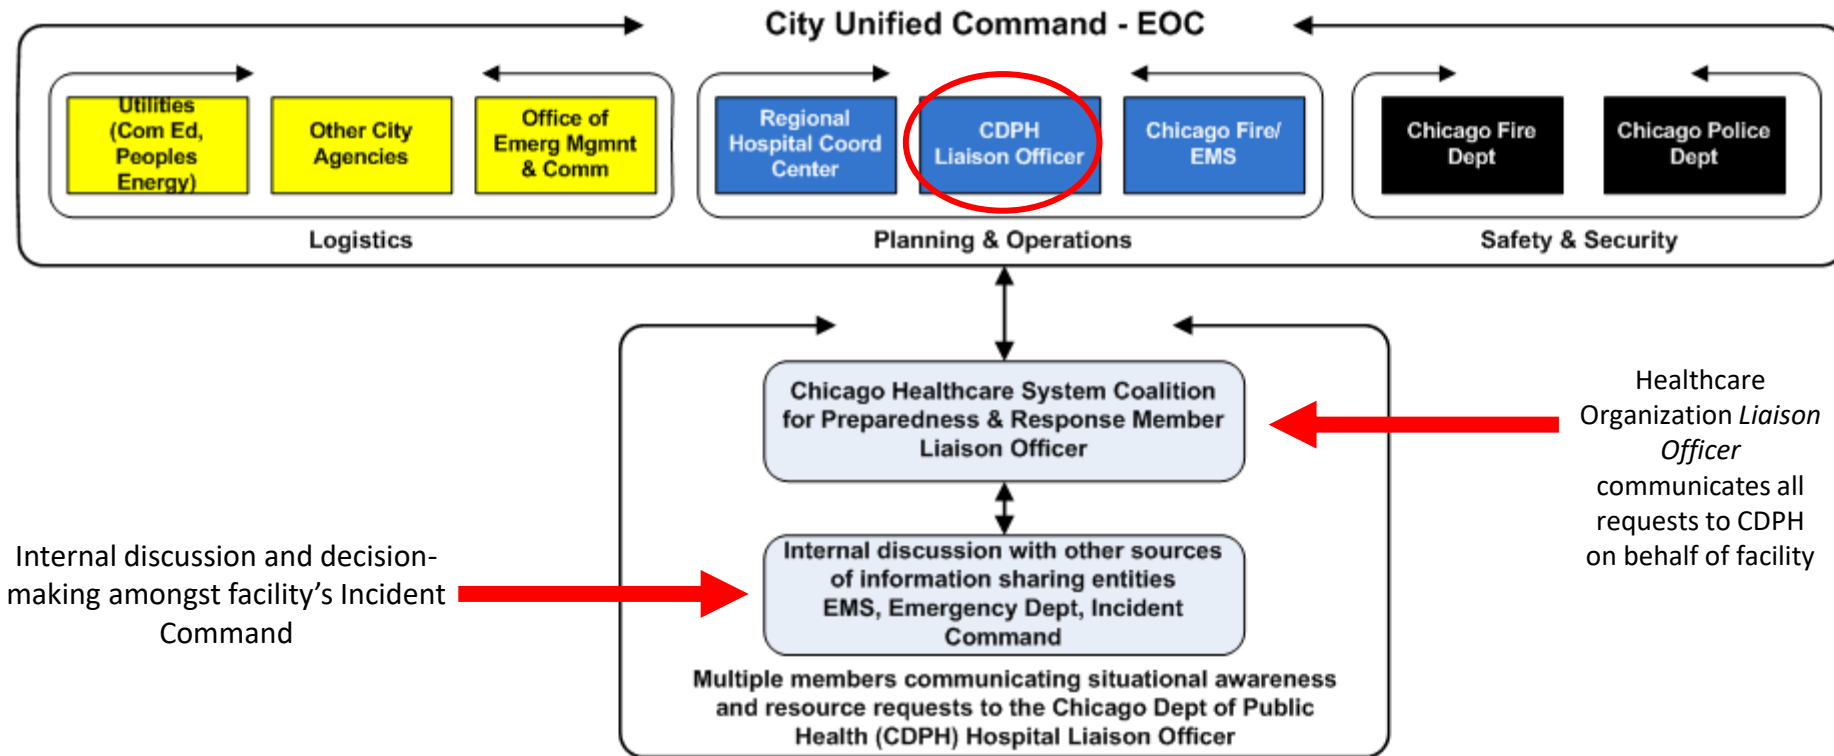 City Unified Command - EOC
Utilities
(Com Ed,
Peoples
Energy)
Other City
Agencies
Office of
Emerg Mgmnt
& Comm
Logistics
Regional
Hospital Coord
Center
CDPH
Liaison Officer
Chicago Fire/
EMS
Planning & Operations
Chicago Fire
Dept
Chicago Police
Dept
Safety & Security
Chicago Healthcare System Coalition
for Preparedness & Response Member
Liaison Officer
Healthcare
Organization Liaison
Officer
communicates all
requests to CDPH
on behalf of facility
Internal discussion and decision-
making amongst facility's Incident
Command
Internal discussion with other sources
of information sharing entities
EMS, Emergency Dept, Incident
Command
Multiple members communicating situational awareness
and resource requests to the Chicago Dept of Public
Health (CDPH) Hospital Liaison Officer